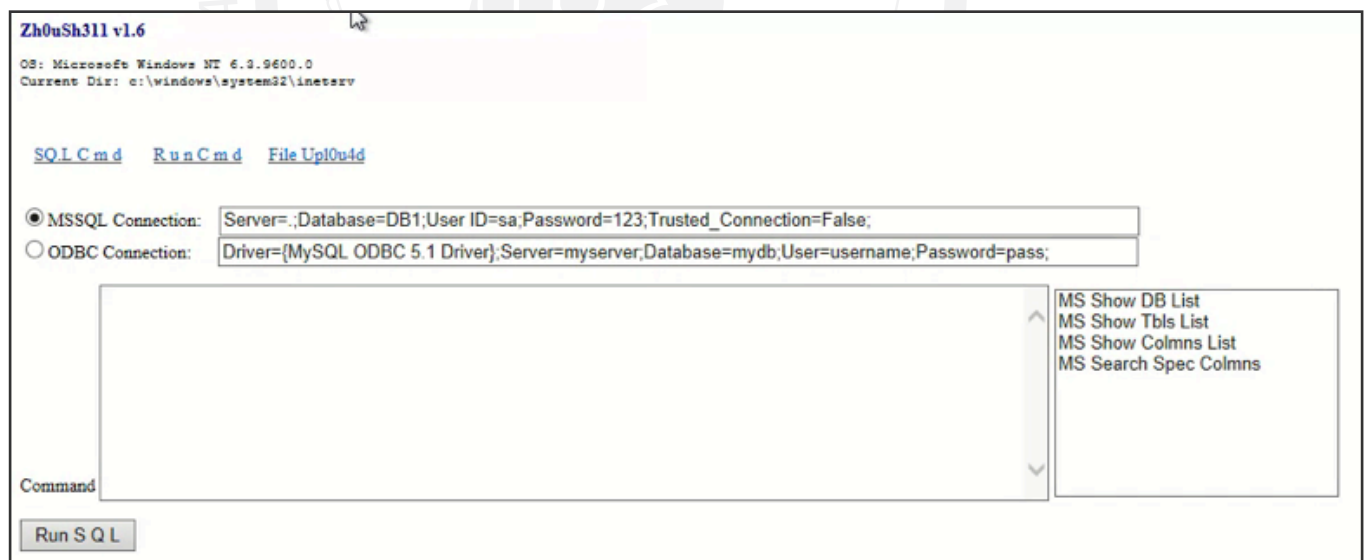 Zh0uSh311 v1.6
OS: Microsoft Windows NT 6.3.9600.0
Current Dir: c:\windows\system32\inetsrv
SQ.L C m d R u n C m d File Upl0u4d
MSSQL Connection: Server=.;Database=DB1;User ID=sa;Password=123;Trusted_Connection=False;
ODBC Connection: Driver={MySQL ODBC 5.1 Driver};Server=myserver;Database=mydb;User=username;Password=pass;
MS Show DB List
MS Show Tbls List
MS Show Colmns List
MS Search Spec Colmns
Command
Run S Q L